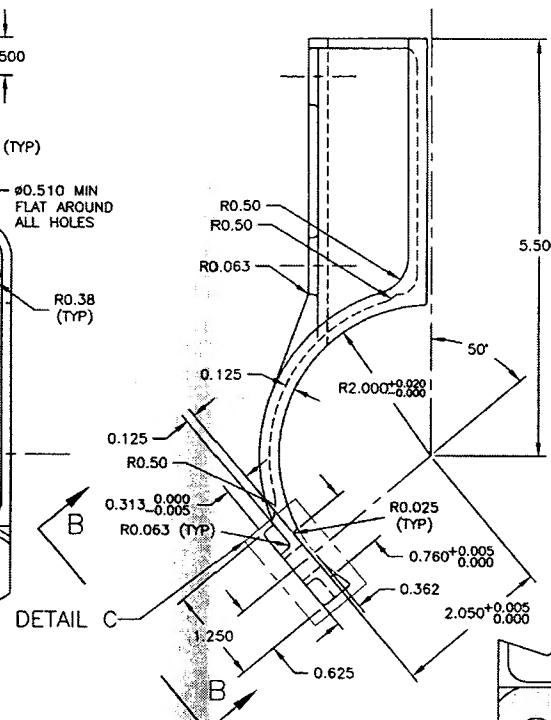 500
(TYP)
ø0.510 MIN
FLAT AROUND
ALL HOLES
R0.38
(TYP)
R0.50
R0.50
R0.063
5.50
50°
0.125
R2.000+0.020
-0.000
0.125
R0.50
0.313 0.000
-0.005
R0.063 (TYP)
R0.025
(TYP)
B
0.760+0.005
0.000
0.362
2.050+0.005
0.000
DETAIL C
1.250
0.625
B